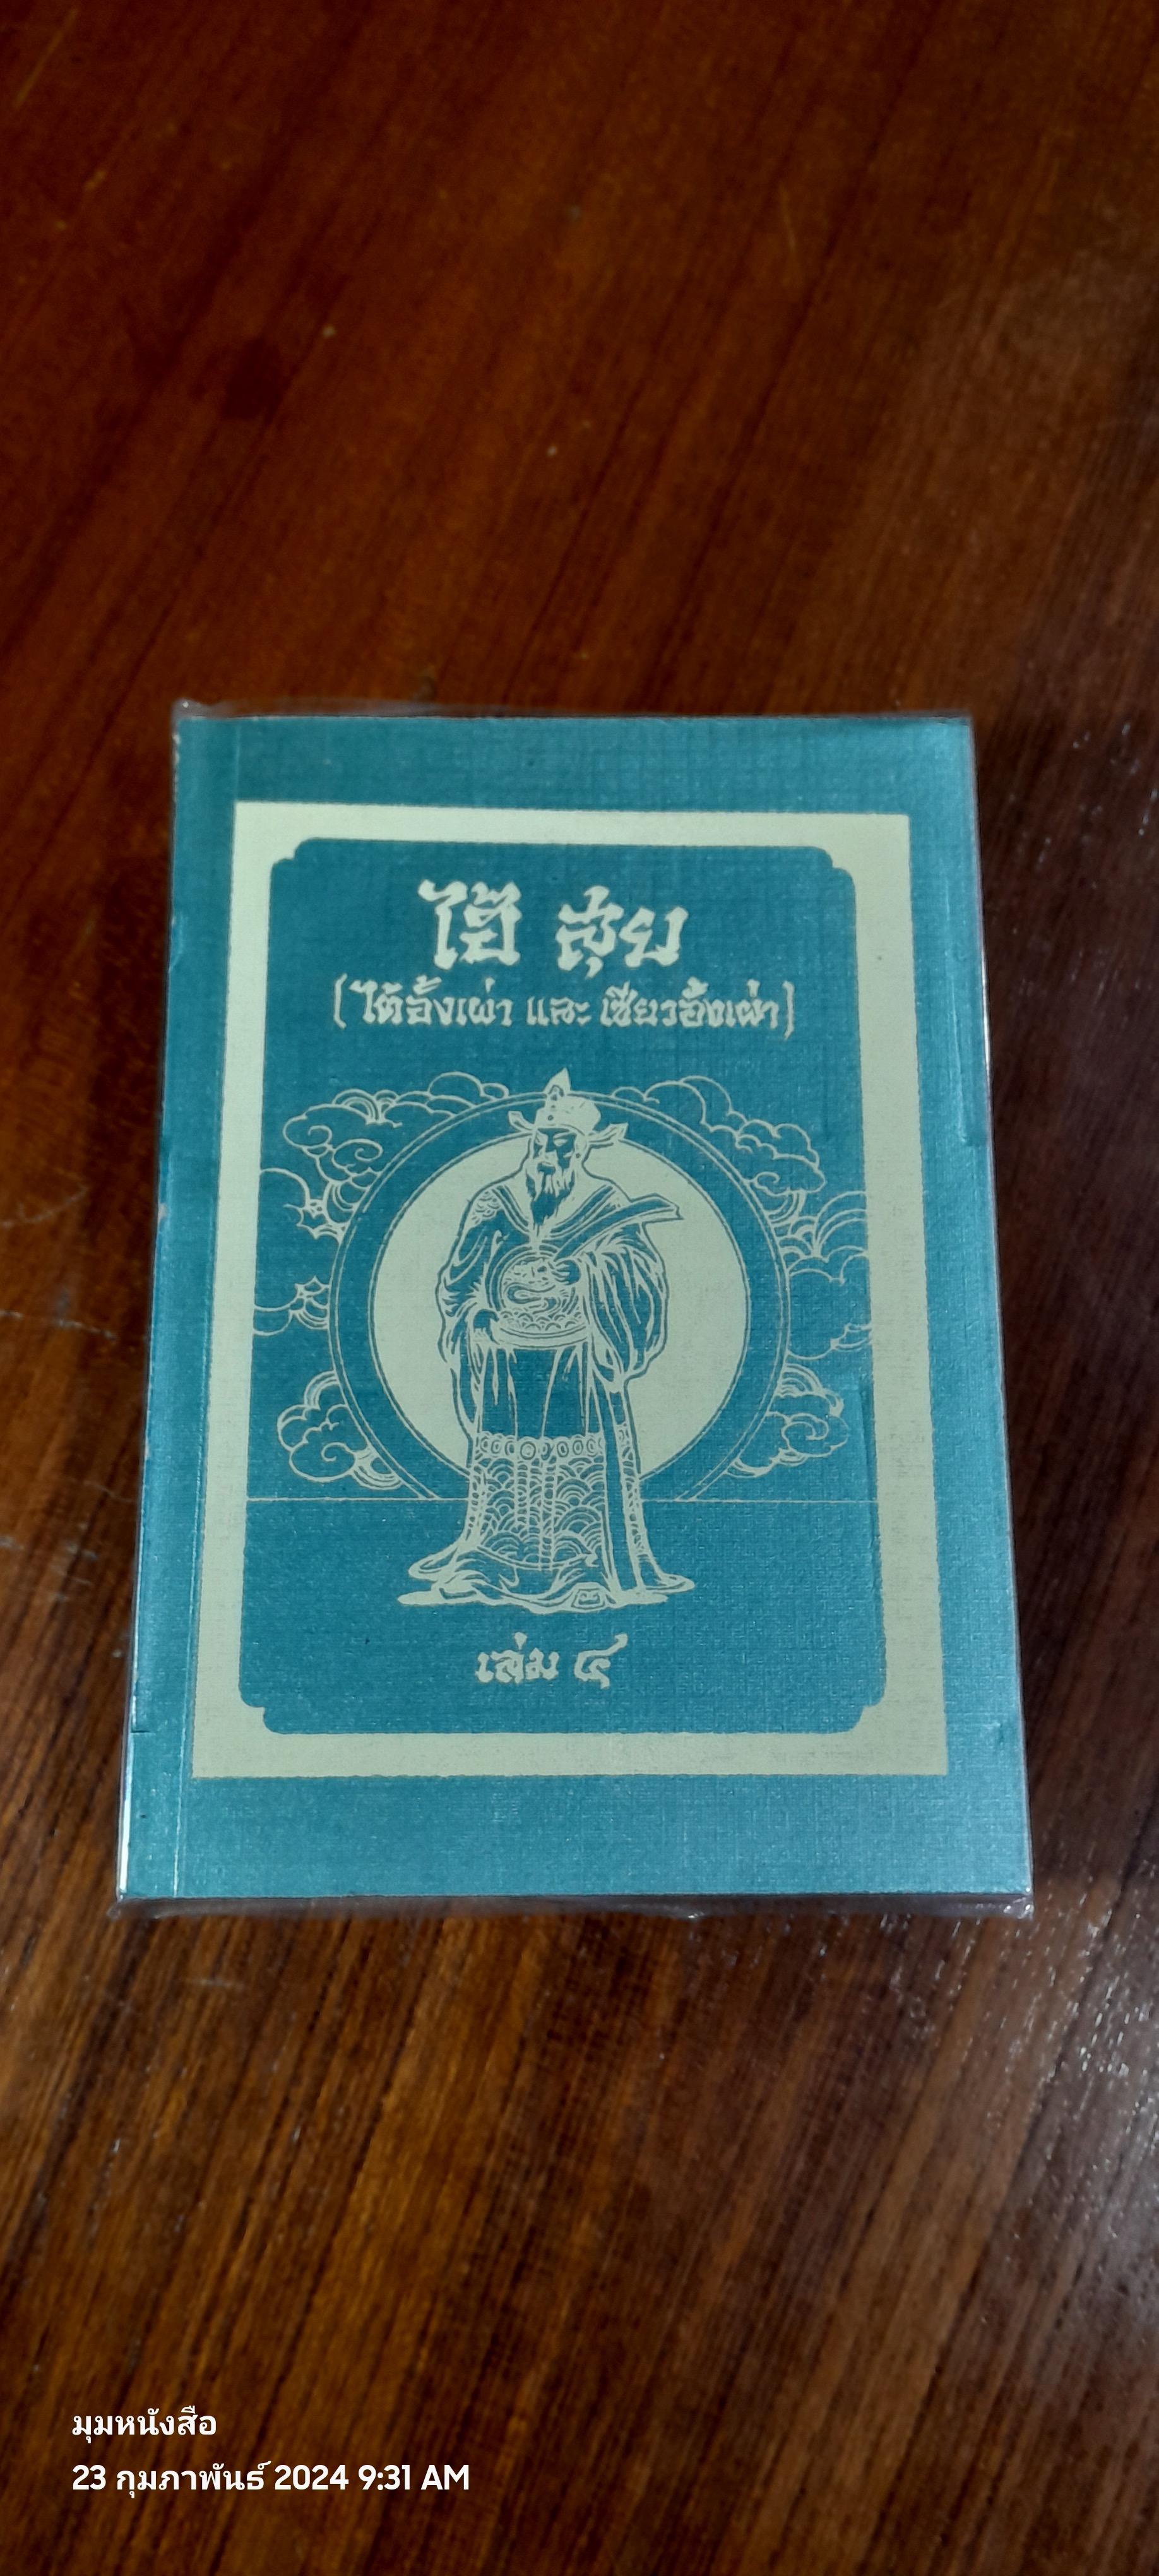 ไฮ้ สุย
(ไต้อั้งเผ่า และ เซียวอั้งเผ่า)
เล่ม ๔
มุมหนังสือ
23 กุมภาพันธ์ 2024 9:31 AM